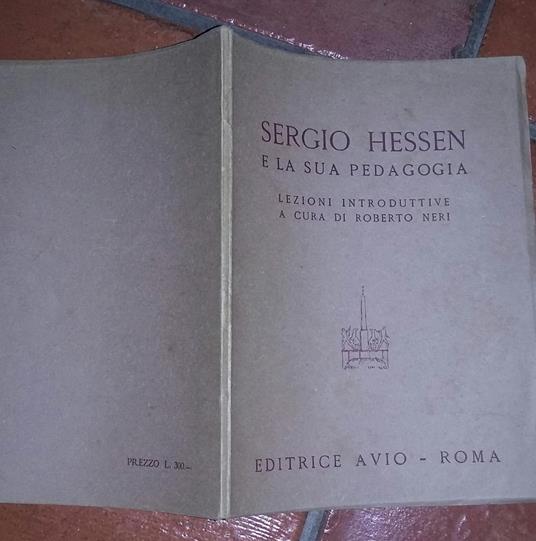 SERGIO HESSEN
E LA SUA PEDAGOGIA
LEZIONI INTRODUTTIVE
A CURA DI ROBERTO NERI
EDITRICE AVIO - ROMA
PREZZO L. 300.—